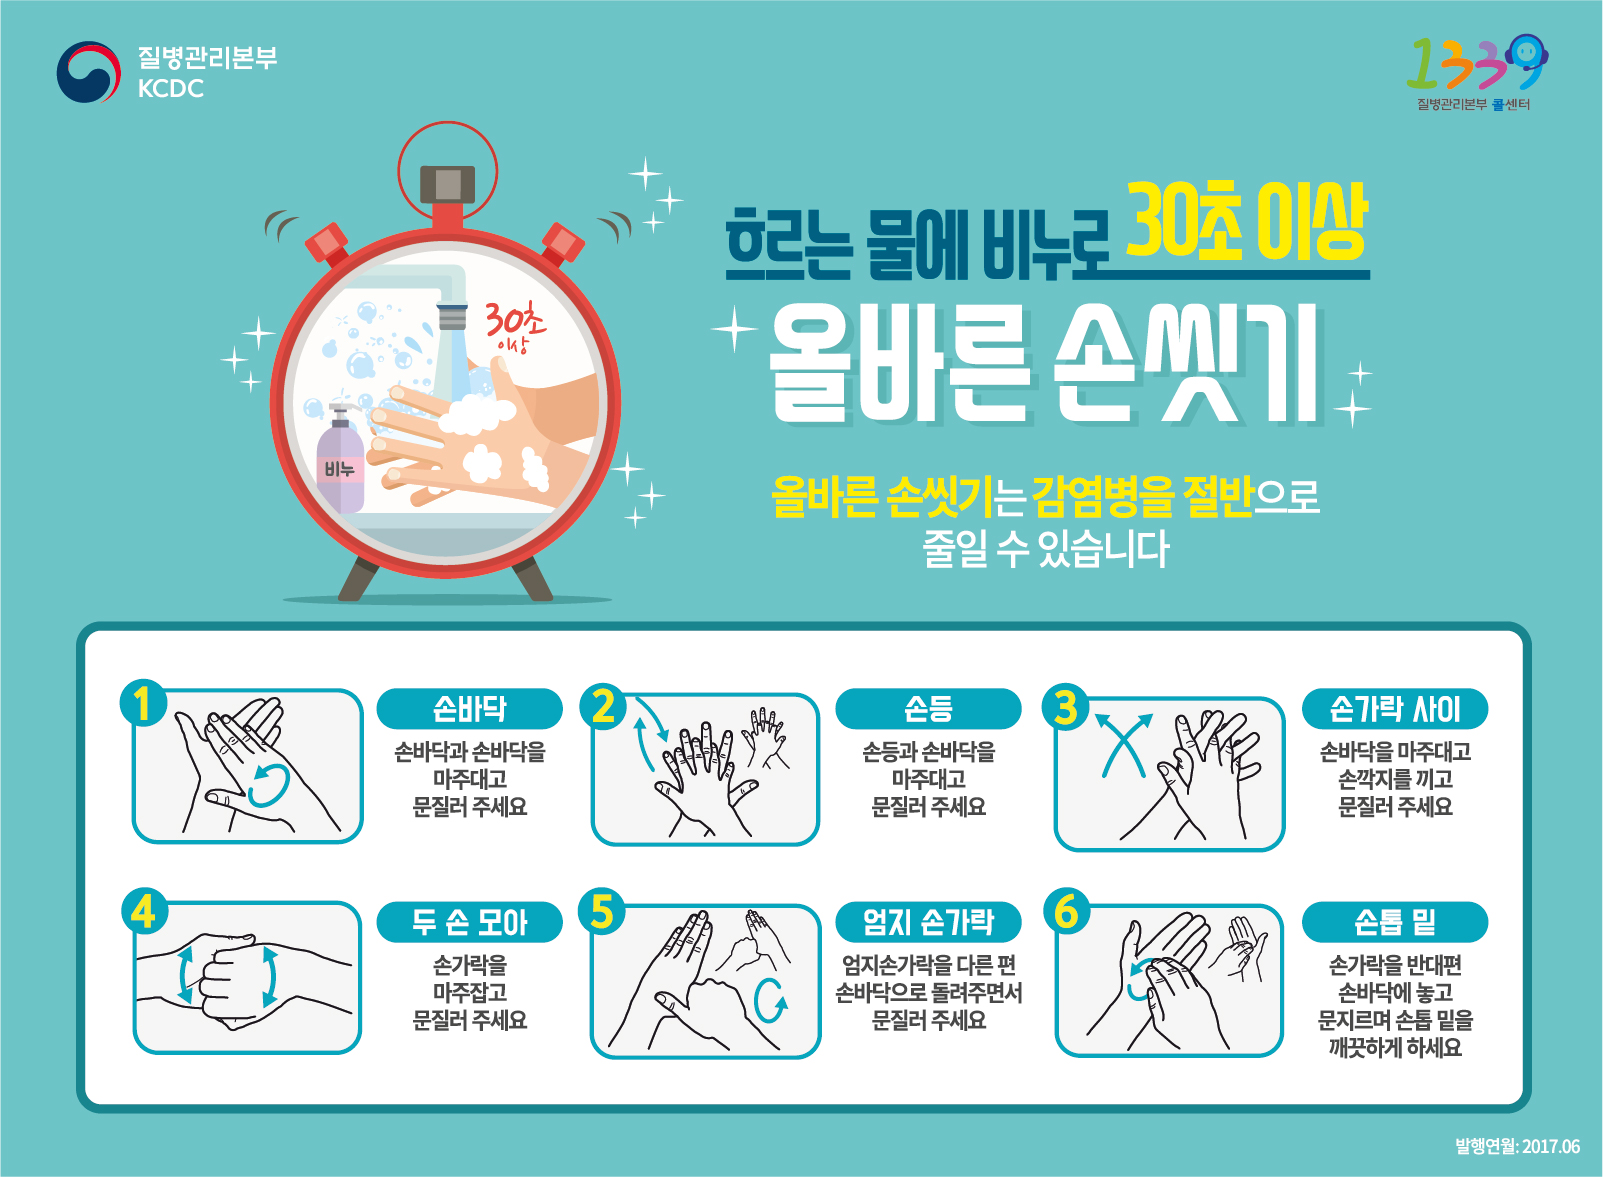 질병관리본부
KCDC
1339
질병관리본부 콜센터
흐르는 물에 비누로 30초 이상
올바른 손씻기
30초
이상
비누
올바른 손씻기는 감염병을 절반으로
줄일 수 있습니다
1
손바닥
손바닥과 손바닥을
마주대고
문질러 주세요
2
손등
손등과 손바닥을
마주대고
문질러 주세요
3
손가락 사이
손바닥을 마주대고
손깍지를 끼고
문질러 주세요
4
두 손 모아
손가락을
마주잡고
문질러 주세요
5
엄지 손가락
엄지손가락을 다른 편
손바닥으로 돌려주면서
문질러 주세요
6
손톱 밑
손가락을 반대편
손바닥에 놓고
문지르며 손톱 밑을
깨끗하게 하세요
발행연월: 2017.06